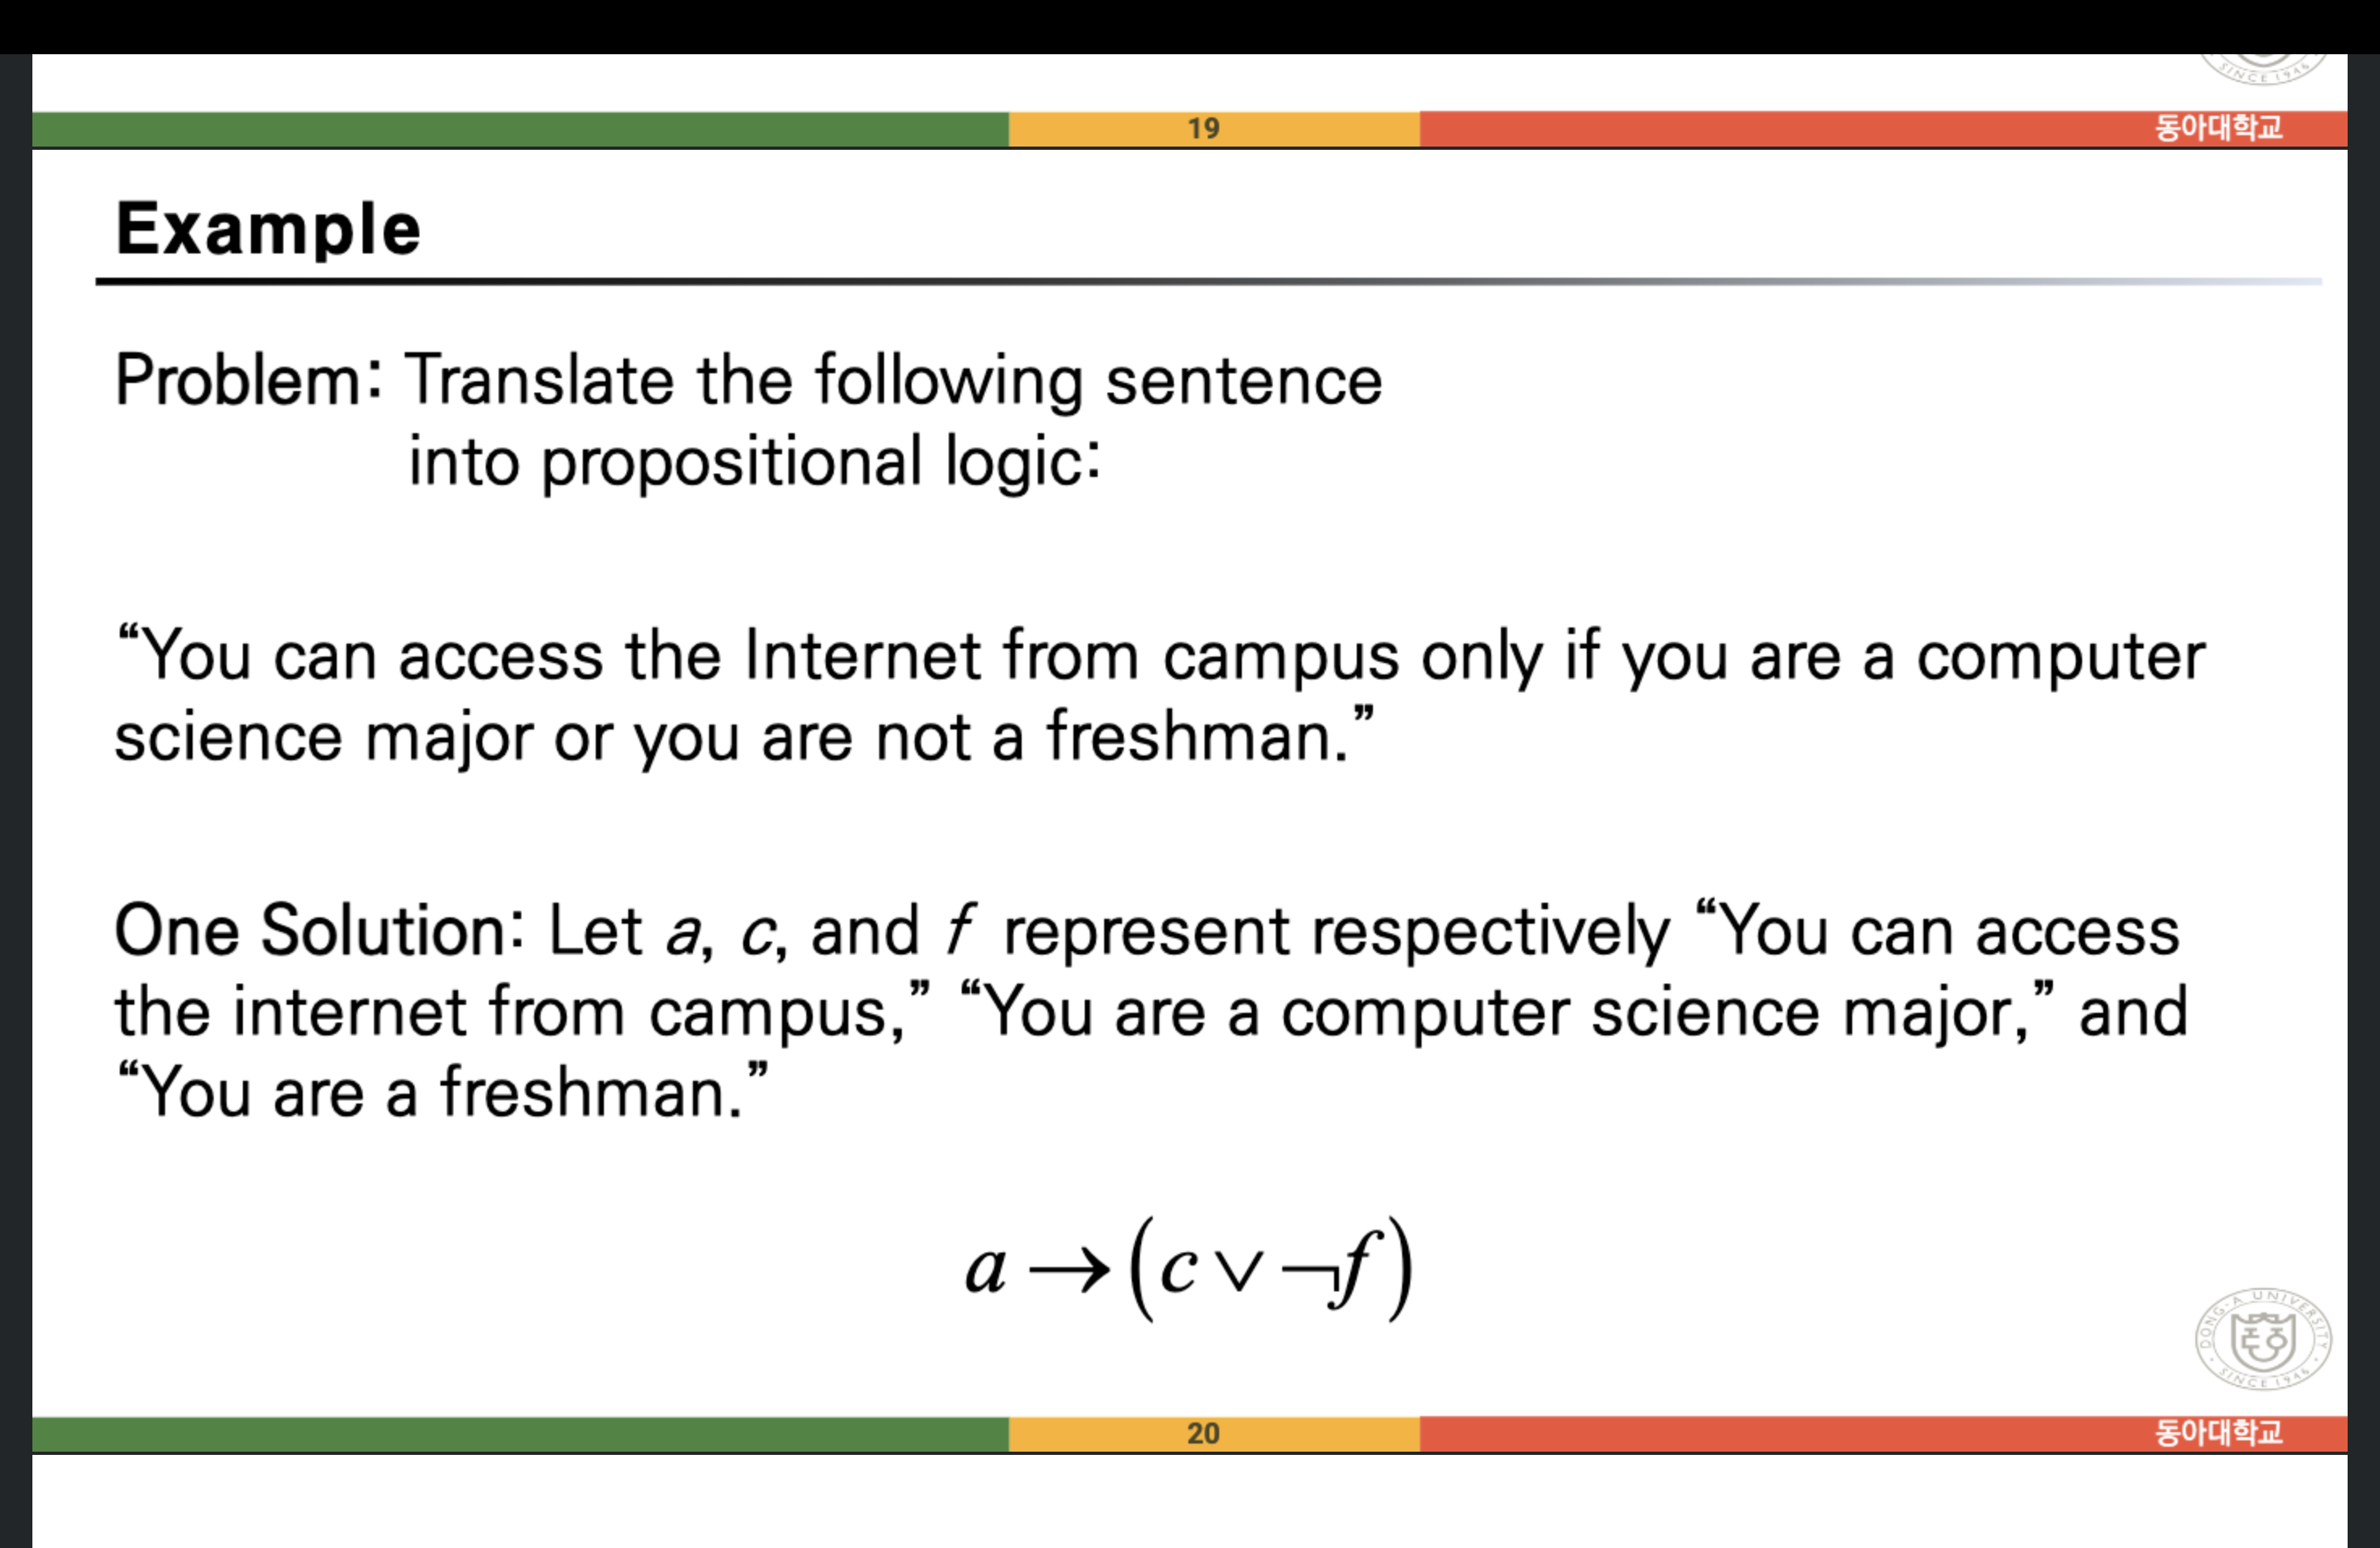 SINCE 1946
19
동아대학교
Example
Problem: Translate the following sentence
into propositional logic:
“You can access the Internet from campus only if you are a computer
science major or you are not a freshman.”
One Solution: Let a, c, and f represent respectively “You can access
the internet from campus,” “You are a computer science major,” and
“You are a freshman.”
a → (c ∨ ¬f)
DONG-A UNIVERSITY
SINCE 1946
20
동아대학교